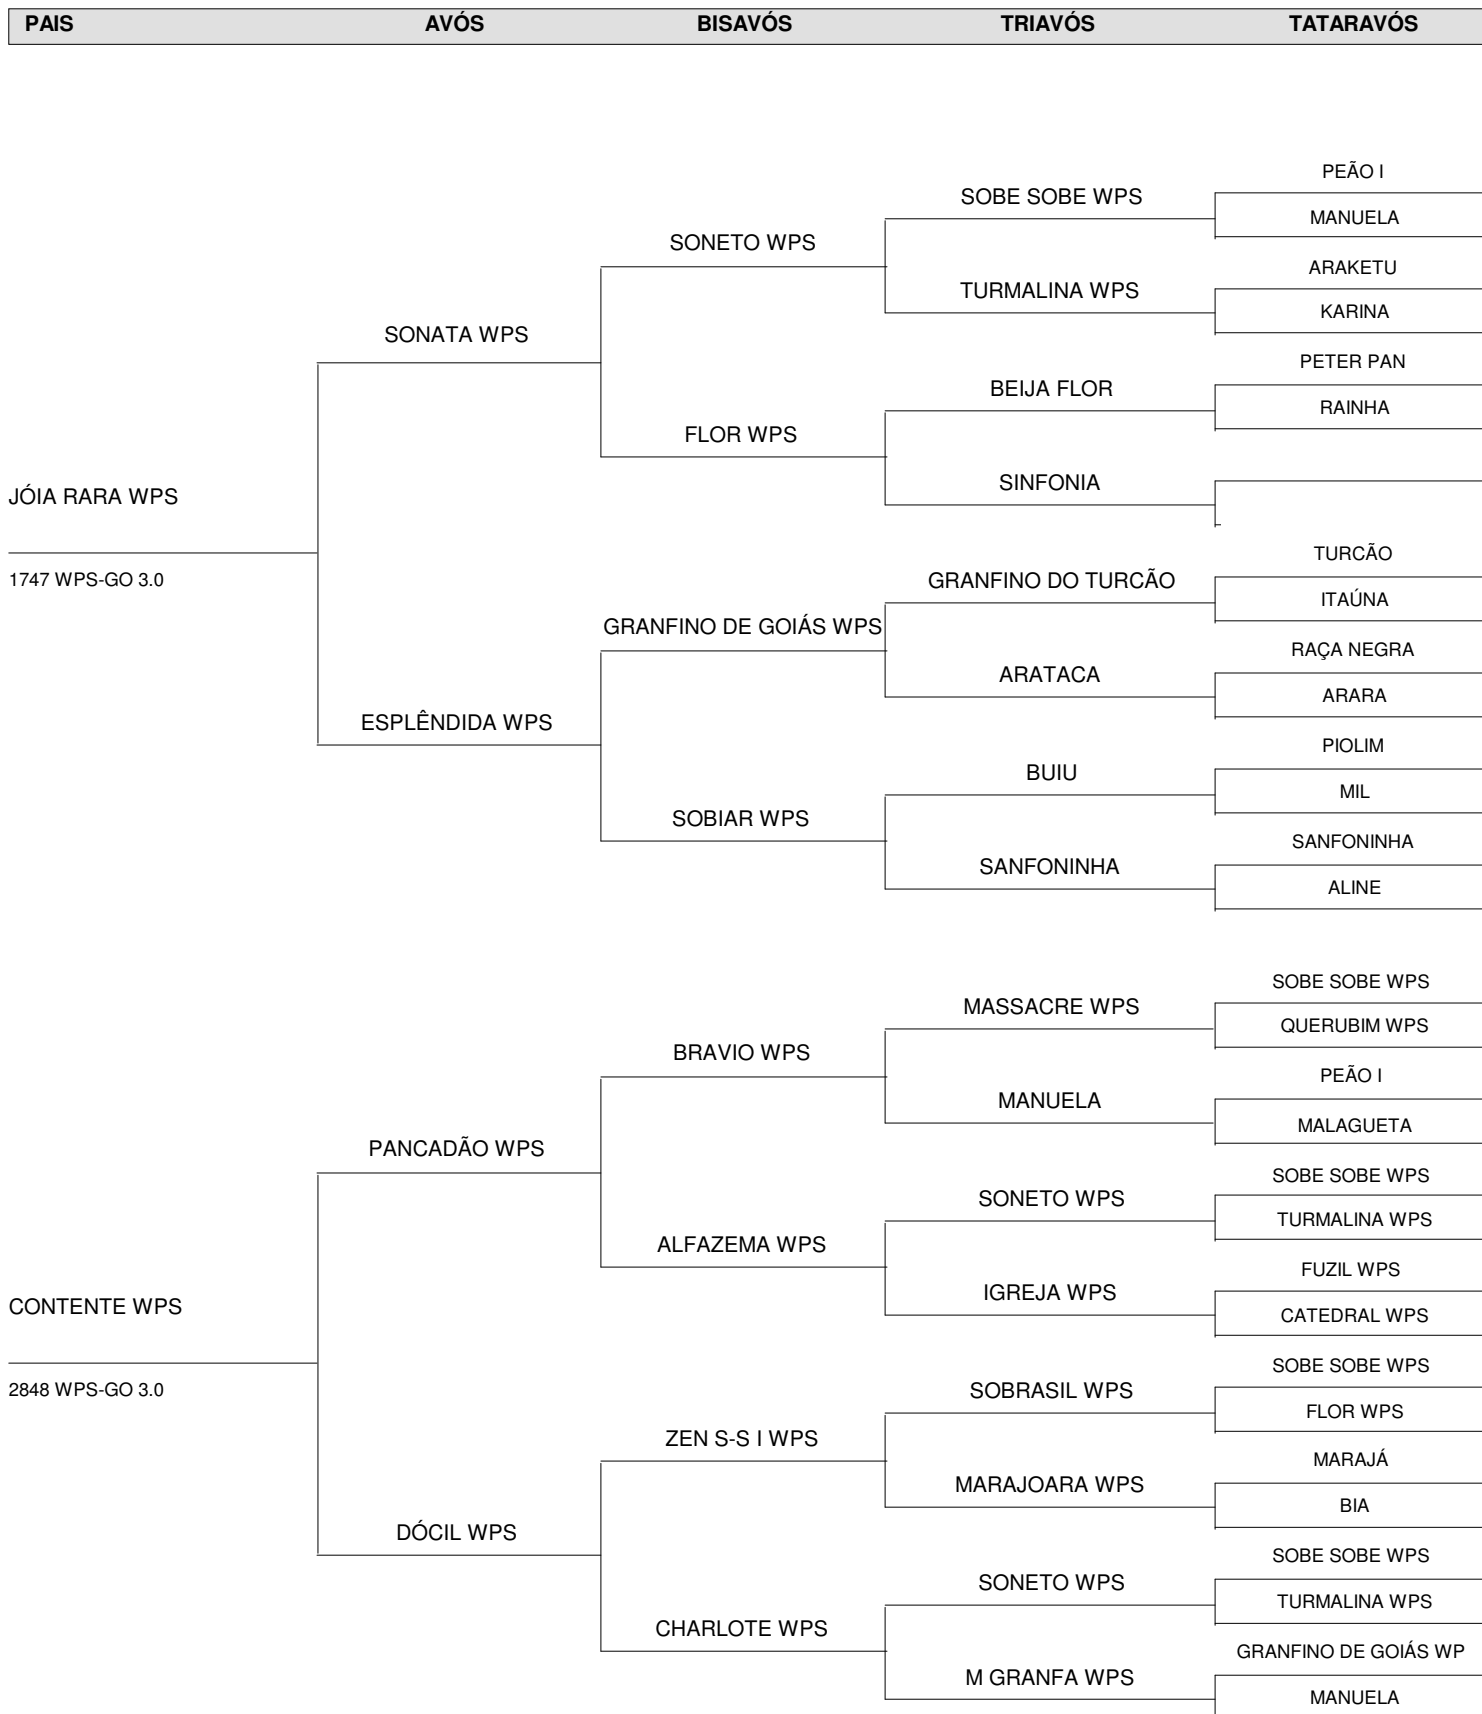 PAIS AVÓS BISAVÓS TRIAVÓS TATARAVÓS
PEÃO I
SOBE SOBE WPS
MANUELA
SONETO WPS
ARAKETU
TURMALINA WPS
KARINA
SONATA WPS
PETER PAN
BEIJA FLOR
RAINHA
FLOR WPS
SINFONIA
JÓIA RARA WPS
TURCÃO
1747 WPS-GO 3.0
GRANFINO DO TURCÃO
ITAÚNA
GRANFINO DE GOIÁS WPS
RAÇA NEGRA
ARATACA
ARARA
ESPLÊNDIDA WPS
PIOLIM
BUIU
MIL
SOBIAR WPS
SANFONINHA
SANFONINHA
ALINE
SOBE SOBE WPS
MASSACRE WPS
QUERUBIM WPS
BRAVIO WPS
PEÃO I
MANUELA
MALAGUETA
PANCADÃO WPS
SOBE SOBE WPS
SONETO WPS
TURMALINA WPS
ALFAZEMA WPS
FUZIL WPS
IGREJA WPS
CONTENTE WPS
CATEDRAL WPS
SOBE SOBE WPS
2848 WPS-GO 3.0
SOBRASIL WPS
FLOR WPS
ZEN S-S I WPS
MARAJÁ
MARAJOARA WPS
BIA
DÓCIL WPS
SOBE SOBE WPS
SONETO WPS
TURMALINA WPS
CHARLOTE WPS
GRANFINO DE GOIÁS WP
M GRANFA WPS
MANUELA